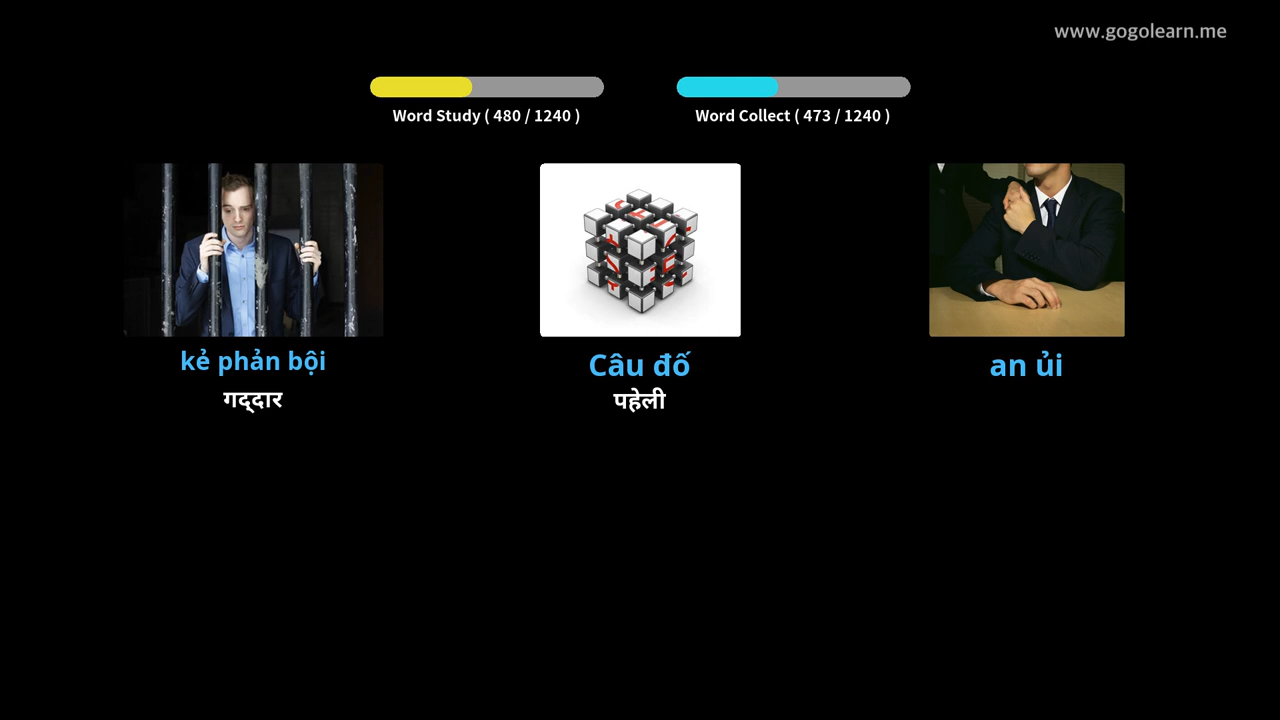 www.gogolearn.me
Word Study ( 480 / 1240 )
Word Collect ( 473 / 1240 )
kẻ phản bội
Câu đố
an ủi
गद्‌दार
पहेली